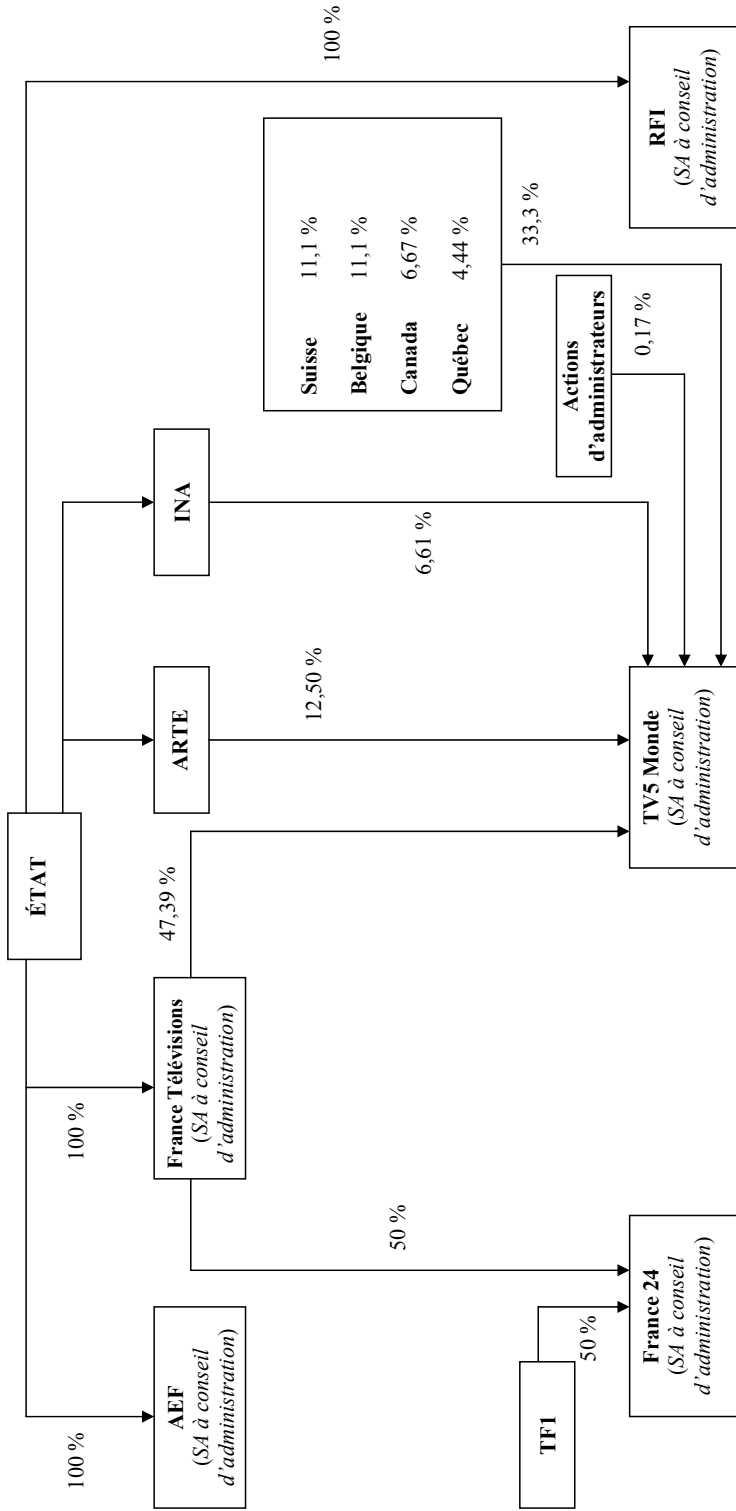 ÉTAT
100 %
100 %
100 %
AEF
(SA à conseil
d’administration)
France Télévisions
(SA à conseil
d’administration)
ARTE
INA
47,39 %
12,50 %
6,61 %
Suisse 11,1 %
Belgique 11,1 %
Canada 6,67 %
Québec 4,44 %
33,3 %
Actions
d’administrateurs
0,17 %
50 %
TF1
50 %
France 24
(SA à conseil
d’administration)
TV5 Monde
(SA à conseil
d’administration)
RFI
(SA à conseil
d’administration)